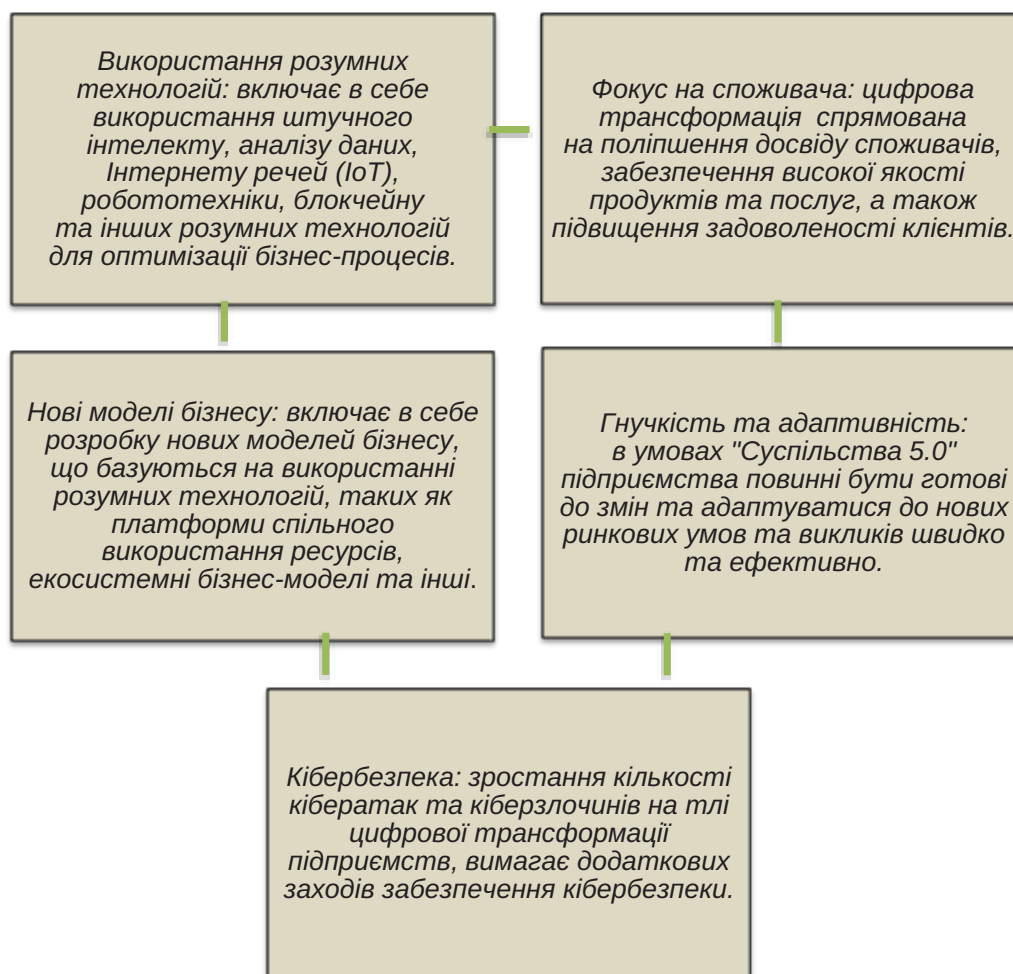 Використання розумних
технологій: включає в себе
використання штучного
інтелекту, аналізу даних,
Інтернету речей (IoT),
робототехніки, блокчейну
та інших розумних технологій
для оптимізації бізнес-процесів.
Фокус на споживача: цифрова
трансформація спрямована
на поліпшення досвіду споживачів,
забезпечення високої якості
продуктів та послуг, а також
підвищення задоволеності клієнтів.
Нові моделі бізнесу: включає в себе
розробку нових моделей бізнесу,
що базуються на використанні
розумних технологій, таких як
платформи спільного
використання ресурсів,
екосистемні бізнес-моделі та інші.
Гнучкість та адаптивність:
в умовах "Суспільства 5.0"
підприємства повинні бути готові
до змін та адаптуватися до нових
ринкових умов та викликів швидко
та ефективно.
Кібербезпека: зростання кількості
кібератак та кіберзлочинів на тлі
цифрової трансформації
підприємств, вимагає додаткових
заходів забезпечення кібербезпеки.